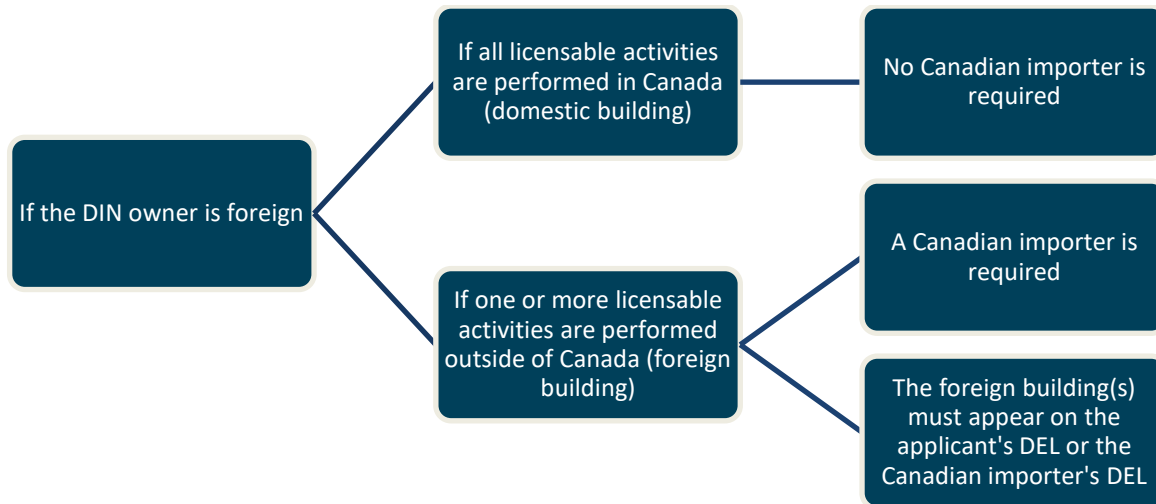 If the DIN owner is foreign
If all licensable activities
are performed in Canada
(domestic building)
No Canadian importer is
required
If one or more licensable
activities are performed
outside of Canada (foreign
building)
A Canadian importer is
required
The foreign building(s)
must appear on the
applicant's DEL or the
Canadian importer's DEL